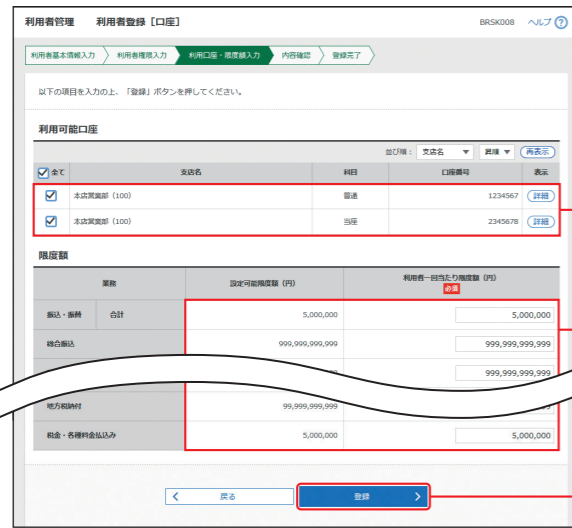 利用者管理 利用者登録［口座］ BRSK008 ヘルプ ?
利用者基本情報入力 利用者権限入力 利用口座・限度額入力 内容確認 登録完了
以下の項目を入力の上、「登録」ボタンを押してください。
利用可能口座
並び順： 支店名 ▼ 昇順 ▼ 再表示
全て 支店名 科目 口座番号 表示
本店営業部（100） 普通 1234567 詳細
本店営業部（100） 当座 2345678 詳細
限度額
業務 設定可能限度額（円） 利用者一回当たり限度額（円）
必須
振込・振替 合計 5,000,000 5,000,000
総合振込 999,999,999,999 999,999,999,999
999,999,999,999
地方税納付 99,999,999,999
税金・各種料金払込み 5,000,000 5,000,000
戻る 登録